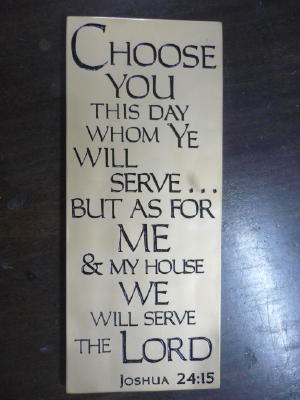 CHOOSE
YOU
THIS DAY
WHOM YE
WILL
SERVE...
BUT AS FOR
ME
& MY HOUSE
WE
WILL SERVE
THE LORD
JOSHUA 24:15